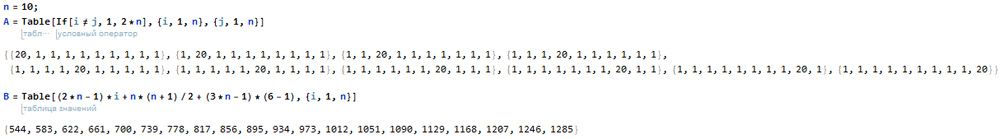 n = 10;
A = Table[If[i ≠ j, 1, 2 * n], {i, 1, n}, {j, 1, n}]
табл⋯ условный оператор
{{20, 1, 1, 1, 1, 1, 1, 1, 1, 1}, {1, 20, 1, 1, 1, 1, 1, 1, 1, 1}, {1, 1, 20, 1, 1, 1, 1, 1, 1, 1}, {1, 1, 1, 20, 1, 1, 1, 1, 1, 1},
{1, 1, 1, 1, 20, 1, 1, 1, 1, 1}, {1, 1, 1, 1, 1, 20, 1, 1, 1, 1}, {1, 1, 1, 1, 1, 1, 20, 1, 1, 1}, {1, 1, 1, 1, 1, 1, 1, 20, 1, 1}, {1, 1, 1, 1, 1, 1, 1, 1, 20, 1}, {1, 1, 1, 1, 1, 1, 1, 1, 1, 20}}
B = Table[(2 * n - 1) * i + n * (n + 1) / 2 + (3 * n - 1) * (6 - 1), {i, 1, n}]
таблица значений
{544, 583, 622, 661, 700, 739, 778, 817, 856, 895, 934, 973, 1012, 1051, 1090, 1129, 1168, 1207, 1246, 1285}